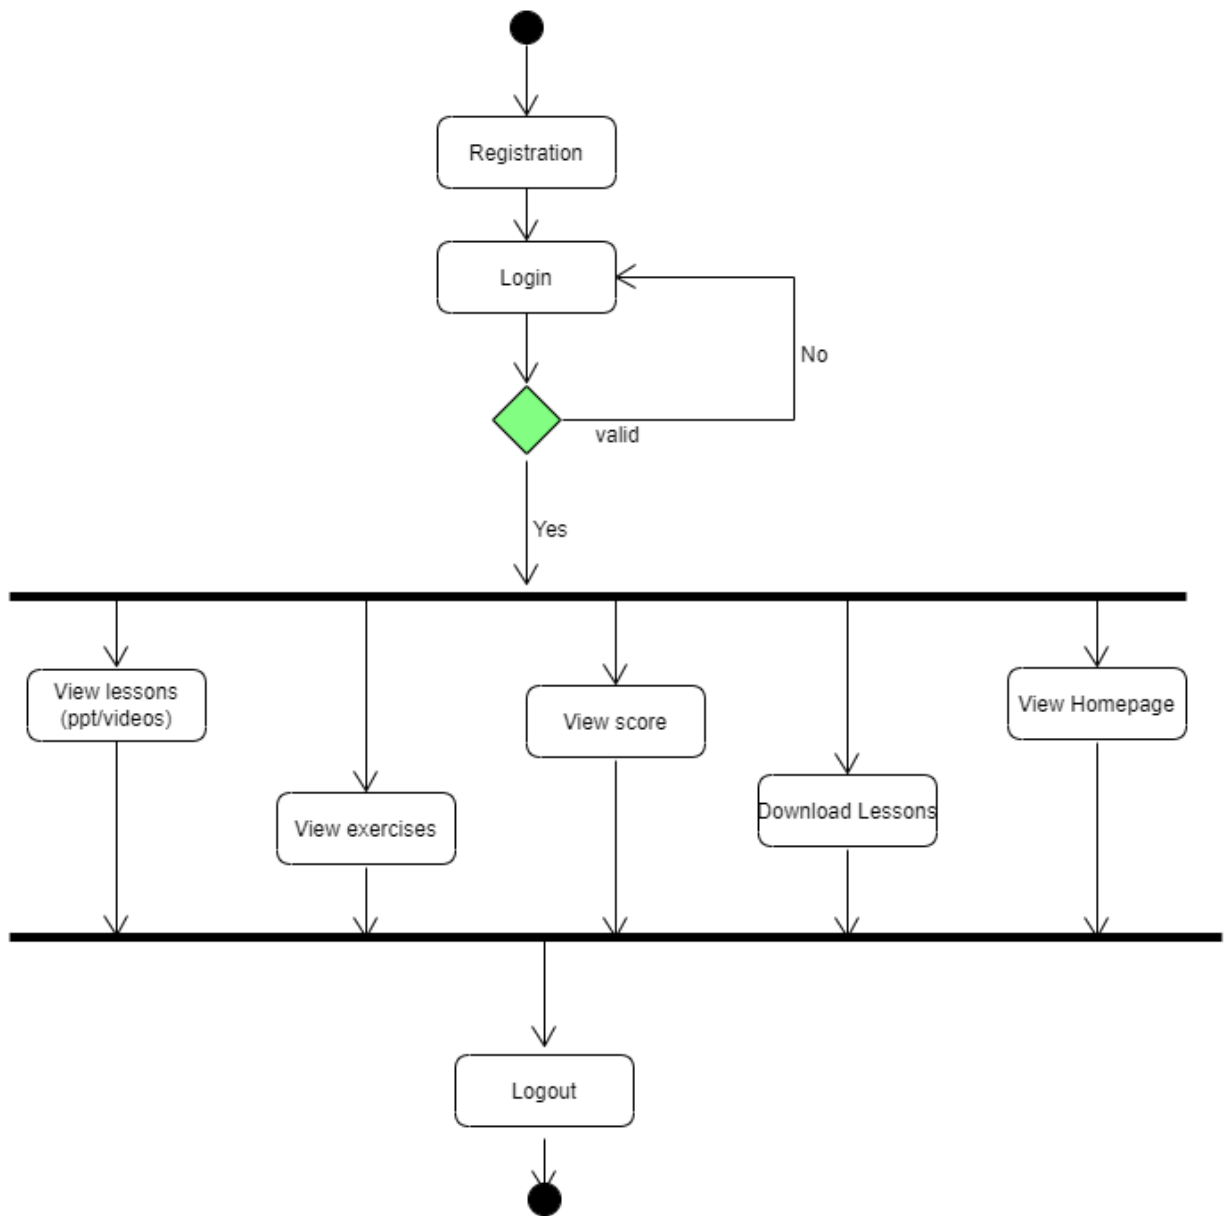 Registration
Login
No
valid
Yes
View lessons
(ppt/videos)
View exercises
View score
Download Lessons
View Homepage
Logout